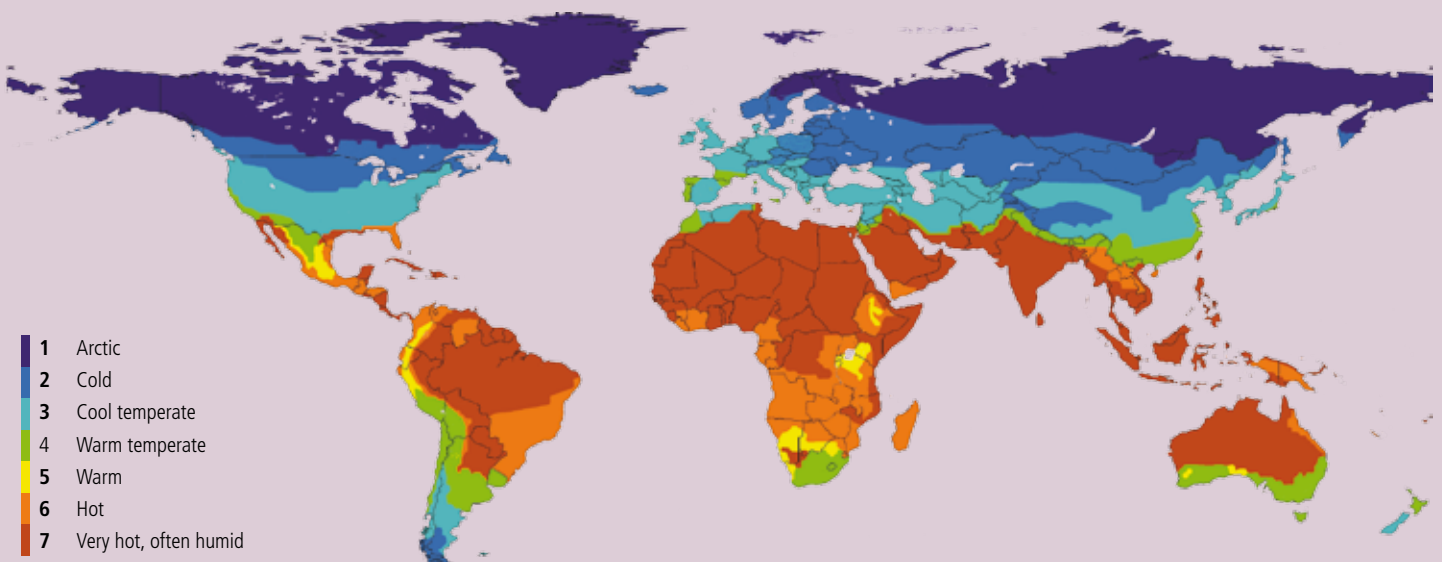 1 Arctic
2 Cold
3 Cool temperate
4 Warm temperate
5 Warm
6 Hot
7 Very hot, often humid